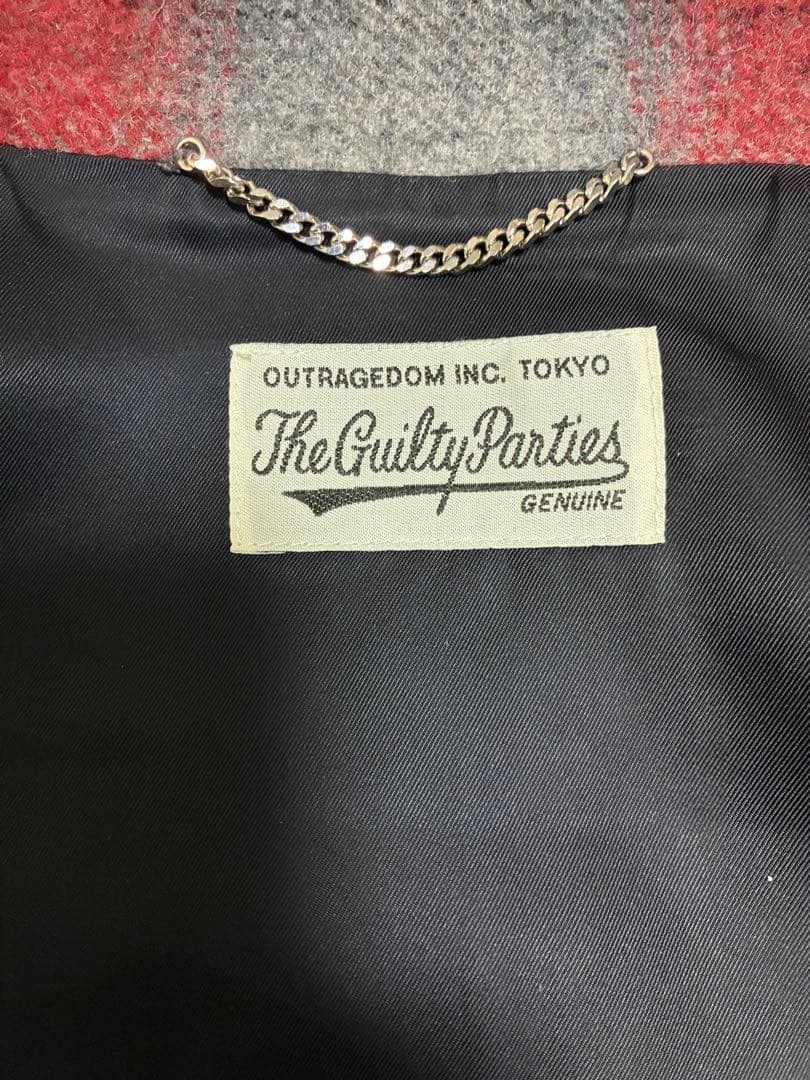 OUTRAGEDOM INC. TOKYO
The Guilty Parties
GENUINE